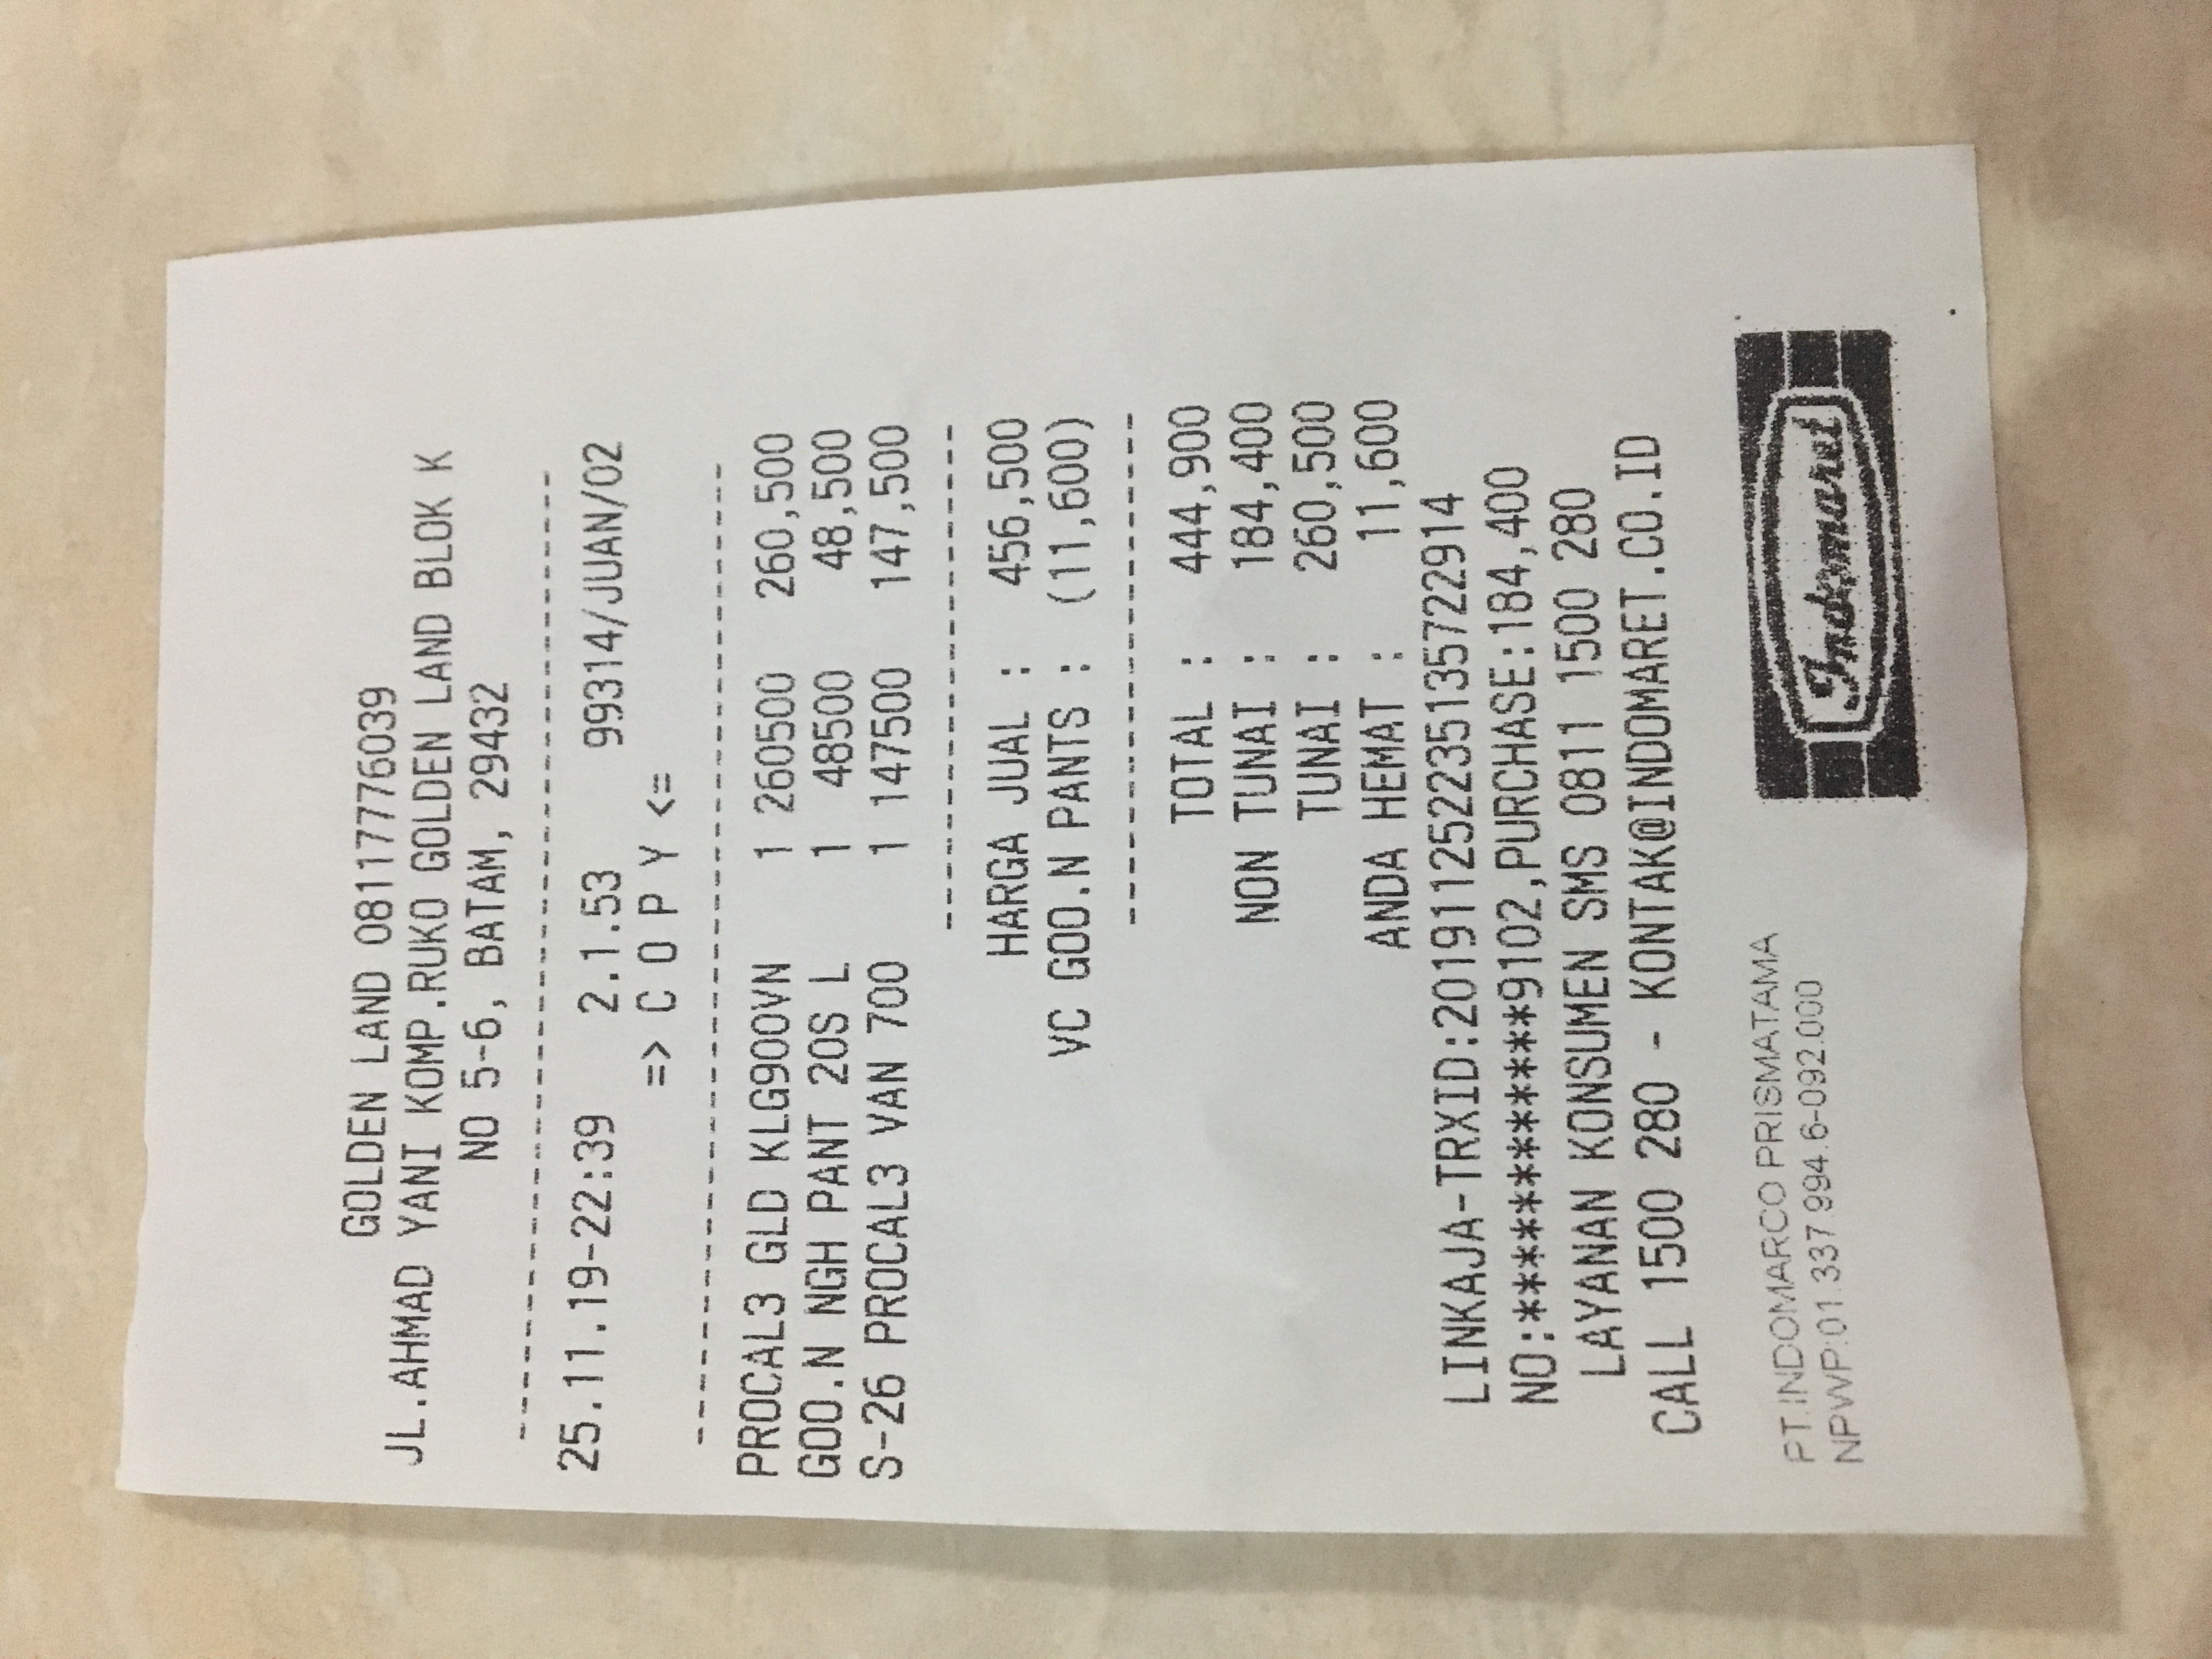 GOLDEN LAND 08117776039
JL.AHMAD YANI KOMP.RUKO GOLDEN LAND BLOK K
NO 5-6, BATAM, 29432
25.11.19-22:39 2.1.53 99314/JUAN/02
=> C O P Y <=
PROCAL3 GLD KLG900VN 1 260500 260,500
GOO.N NGH PANT 20S L 1 48500 48,500
S-26 PROCAL3 VAN 700 1 147500 147,500
HARGA JUAL : 456,500
VC GOO.N PANTS : (11,600)
TOTAL : 444,900
NON TUNAI : 184,400
TUNAI : 260,500
ANDA HEMAT : 11,600
LINKAJA-TRXID:201911252235135722914
NO:************9102,PURCHASE:184,400
LAYANAN KONSUMEN SMS 0811 1500 280
CALL 1500 280 - KONTAK@INDOMARET.CO.ID
PT.INDOMARCO PRISMATAMA
NPWP:01.337.994.6-092.000
Indomaret